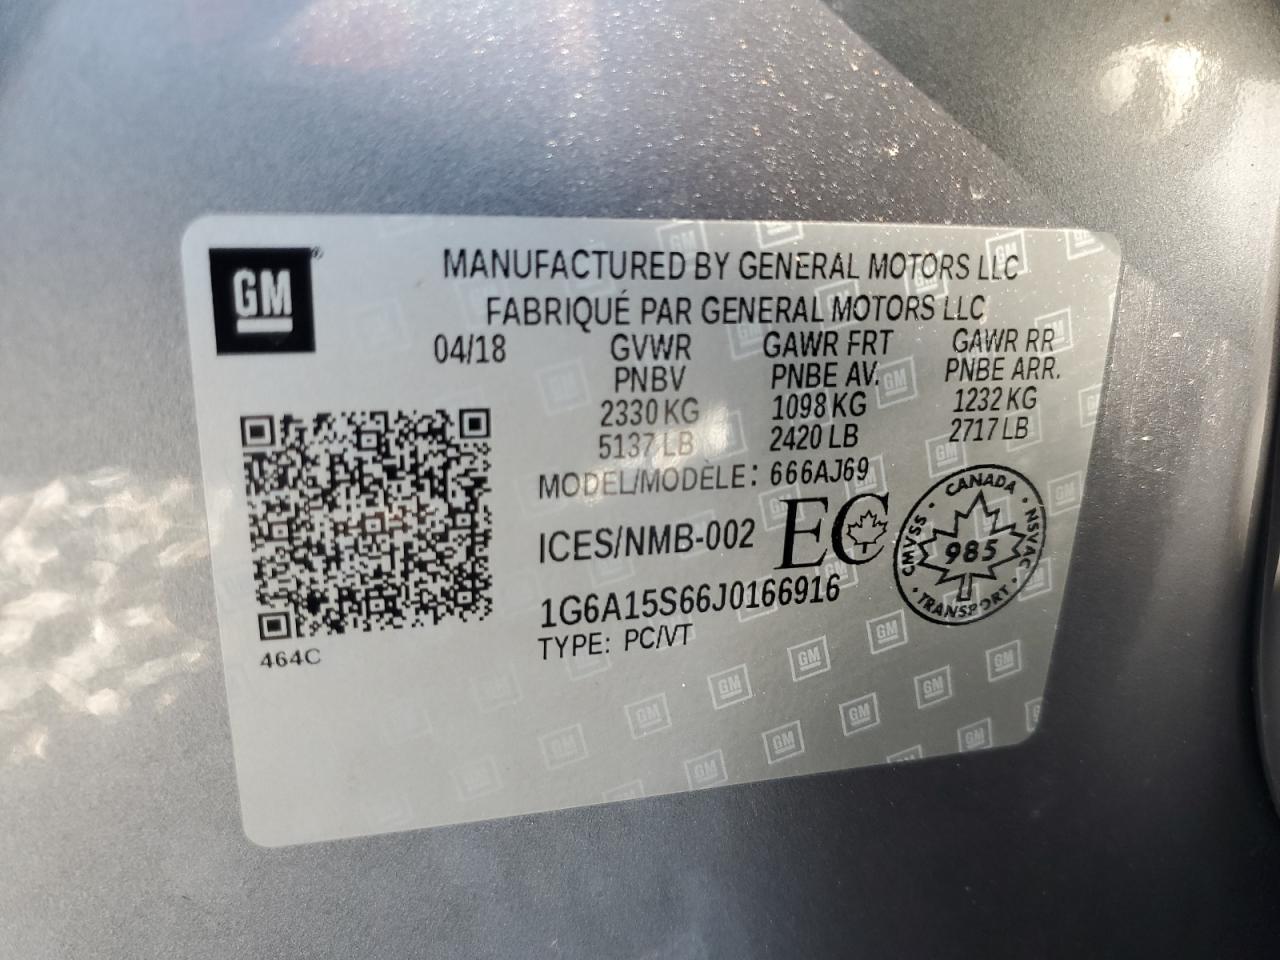 GM
MANUFACTURED BY GENERAL MOTORS LLC
FABRIQUÉ PAR GENERAL MOTORS LLC
04/18 GVWR GAWR FRT GAWR RR
PNBV PNBE AV. PNBE ARR.
2330 KG 1098 KG 1232 KG
5137 LB 2420 LB 2717 LB
MODEL/MODÈLE: 666AJ69
ICES/NMB-002 EC
CANADA · NSVAC · TRANSPORT · CMVSS ·
985
1G6A15S66J0166916
TYPE: PC/VT
464C